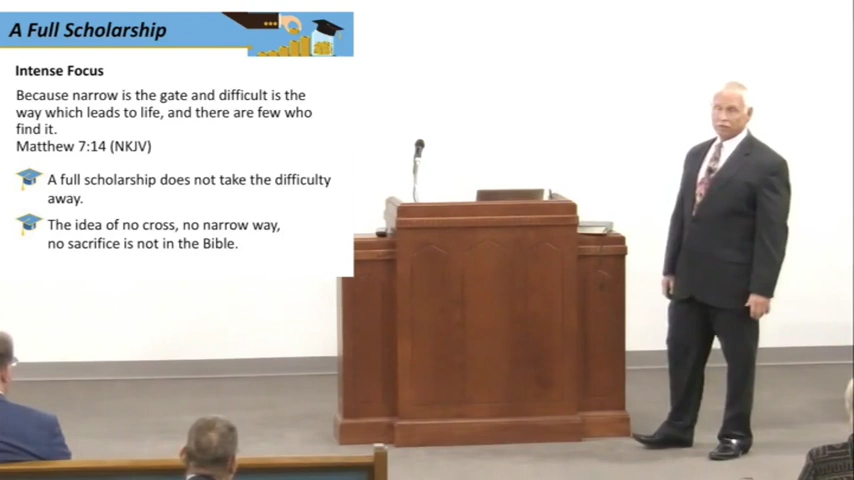 A Full Scholarship
Intense Focus
Because narrow is the gate and difficult is the
way which leads to life, and there are few who
find it.
Matthew 7:14 (NKJV)
A full scholarship does not take the difficulty
away.
The idea of no cross, no narrow way,
no sacrifice is not in the Bible.